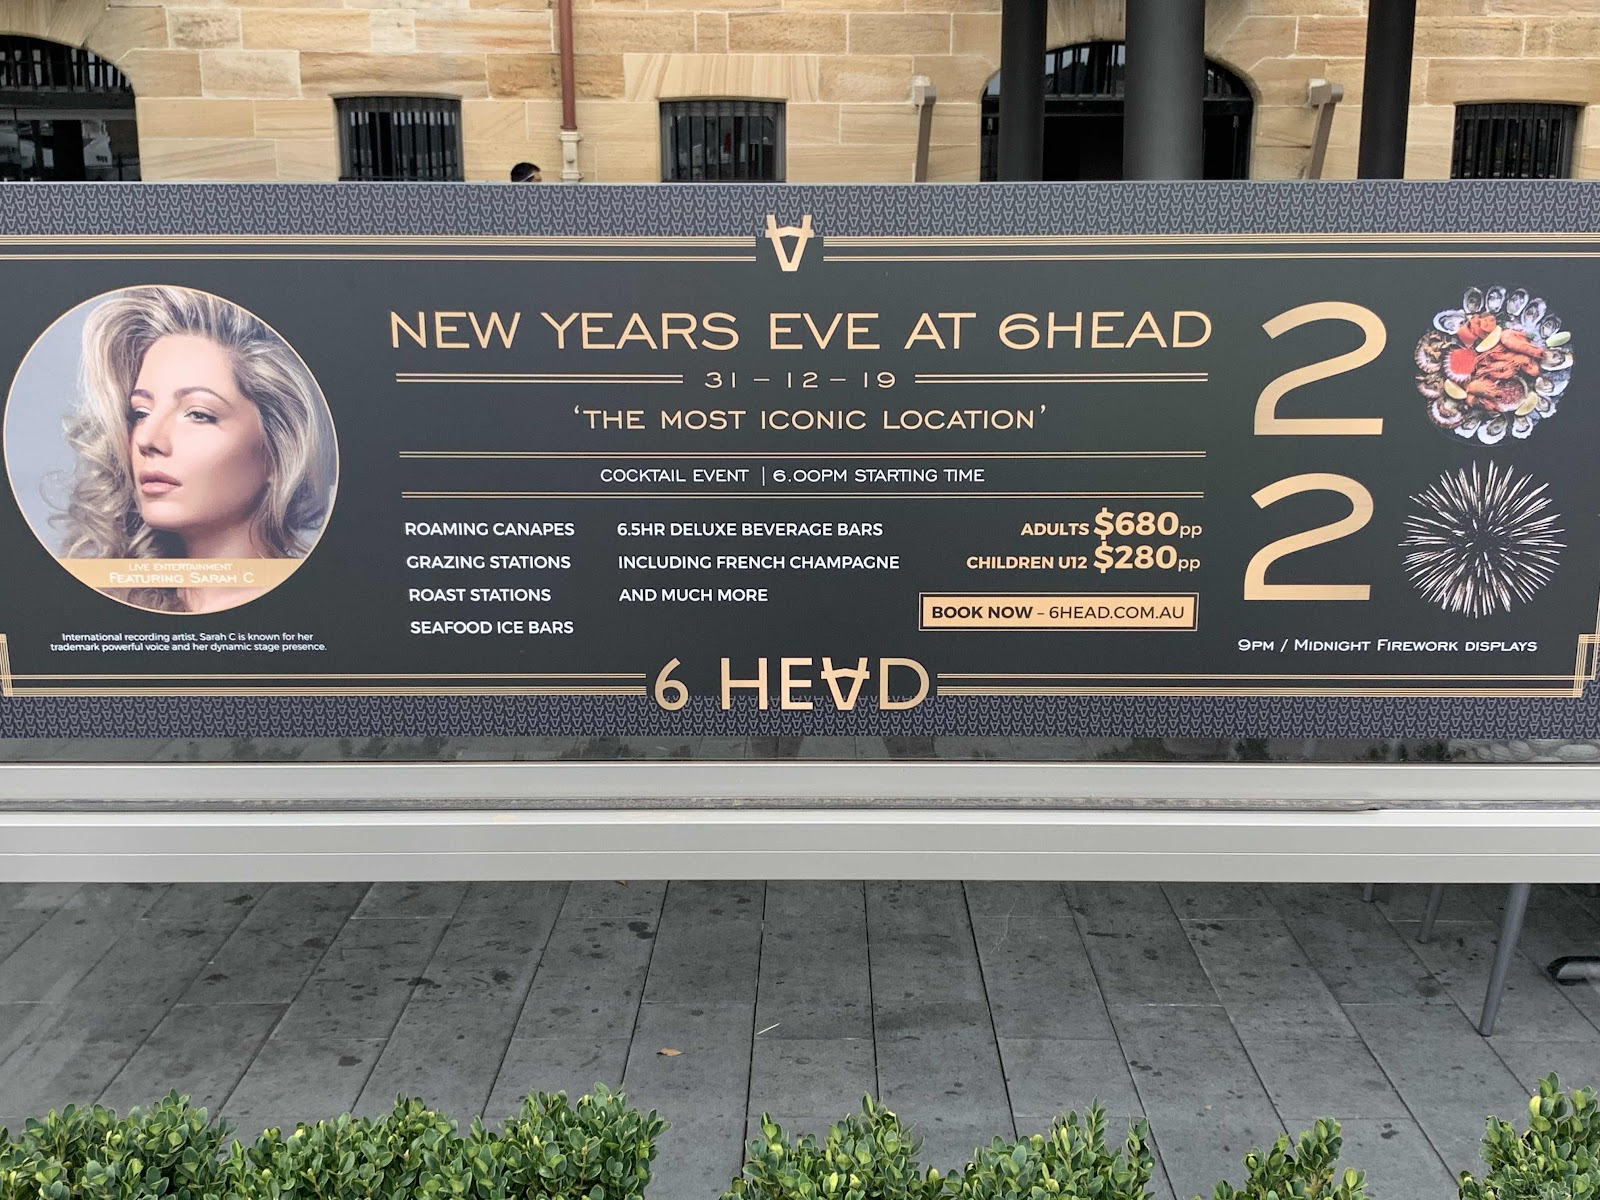 NEW YEARS EVE AT 6HEAD
31 – 12 – 19
'THE MOST ICONIC LOCATION'
COCKTAIL EVENT | 6.00PM STARTING TIME
ROAMING CANAPES
GRAZING STATIONS
ROAST STATIONS
SEAFOOD ICE BARS
6.5HR DELUXE BEVERAGE BARS
INCLUDING FRENCH CHAMPAGNE
AND MUCH MORE
ADULTS $680pp
CHILDREN U12 $280pp
BOOK NOW – 6HEAD.COM.AU
LIVE ENTERTAINMENT
FEATURING SARAH C
International recording artist, Sarah C is known for her
trademark powerful voice and her dynamic stage presence.
2
2
9PM / MIDNIGHT FIREWORK DISPLAYS
6 HE∀D